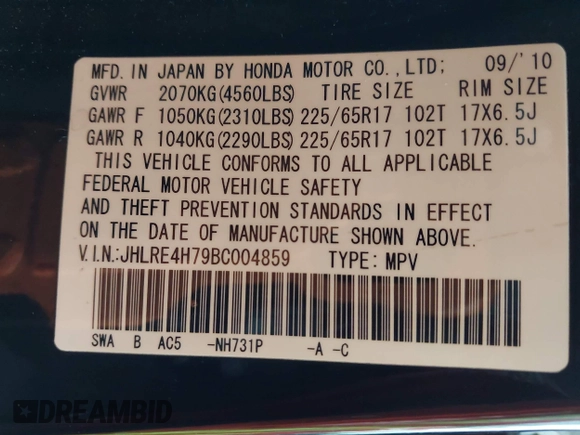 MFD. IN JAPAN BY HONDA MOTOR CO.,LTD; 09/'10
GVWR 2070KG(4560LBS) TIRE SIZE RIM SIZE
GAWR F 1050KG(2310LBS) 225/65R17 102T 17X6.5J
GAWR R 1040KG(2290LBS) 225/65R17 102T 17X6.5J
THIS VEHICLE CONFORMS TO ALL APPLICABLE
FEDERAL MOTOR VEHICLE SAFETY
AND THEFT PREVENTION STANDARDS IN EFFECT
ON THE DATE OF MANUFACTURE SHOWN ABOVE.
V.I.N:JHLRE4H79BC004859 TYPE:MPV
SWA B AC5 -NH731P -A -C
DREAMBID